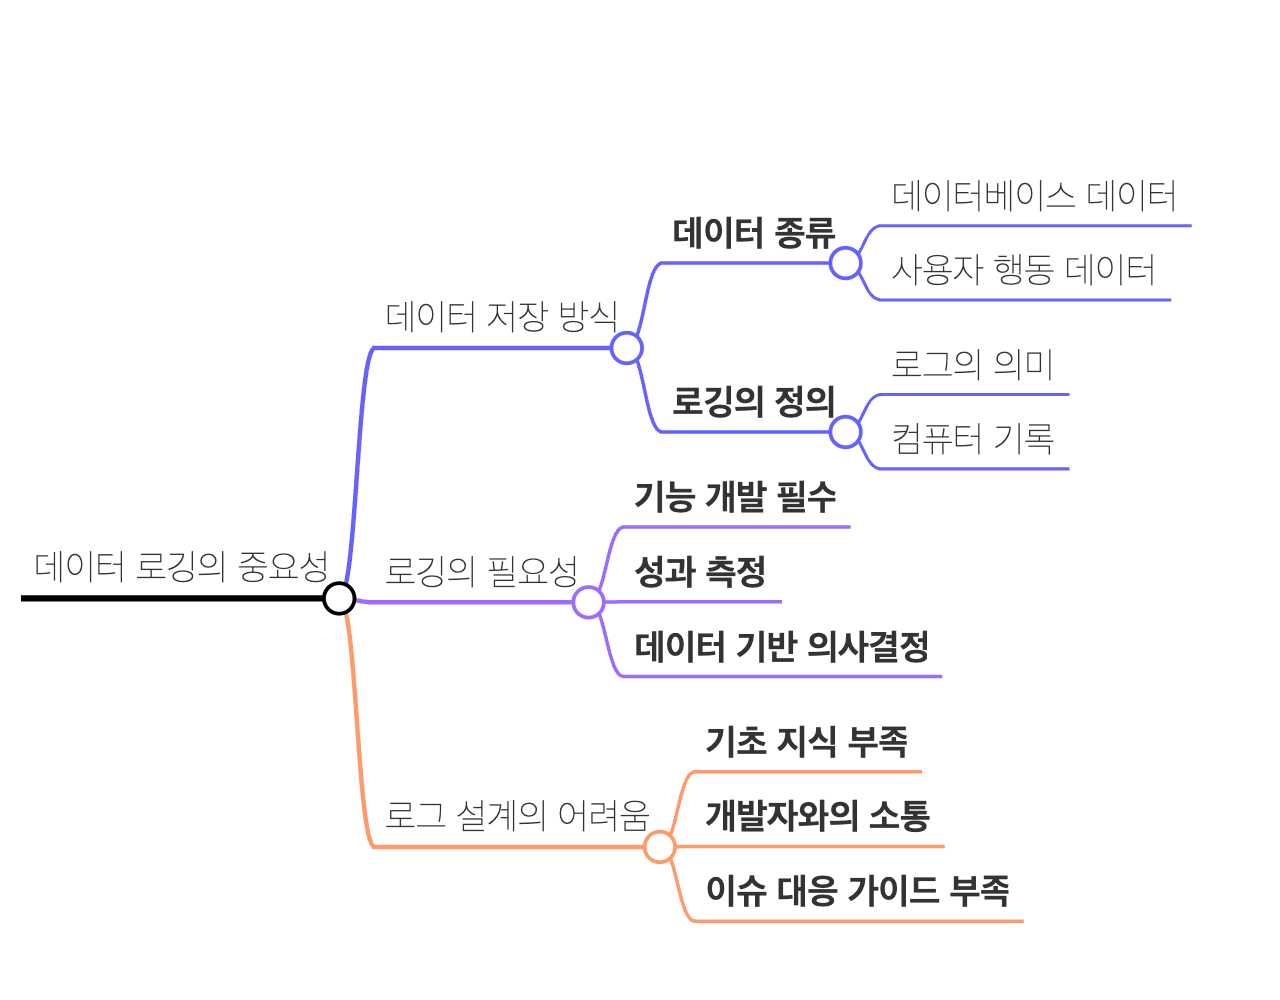 데이터 로깅의 중요성
데이터 저장 방식
데이터 종류
데이터베이스 데이터
사용자 행동 데이터
로깅의 정의
로그의 의미
컴퓨터 기록
로깅의 필요성
기능 개발 필수
성과 측정
데이터 기반 의사결정
로그 설계의 어려움
기초 지식 부족
개발자와의 소통
이슈 대응 가이드 부족